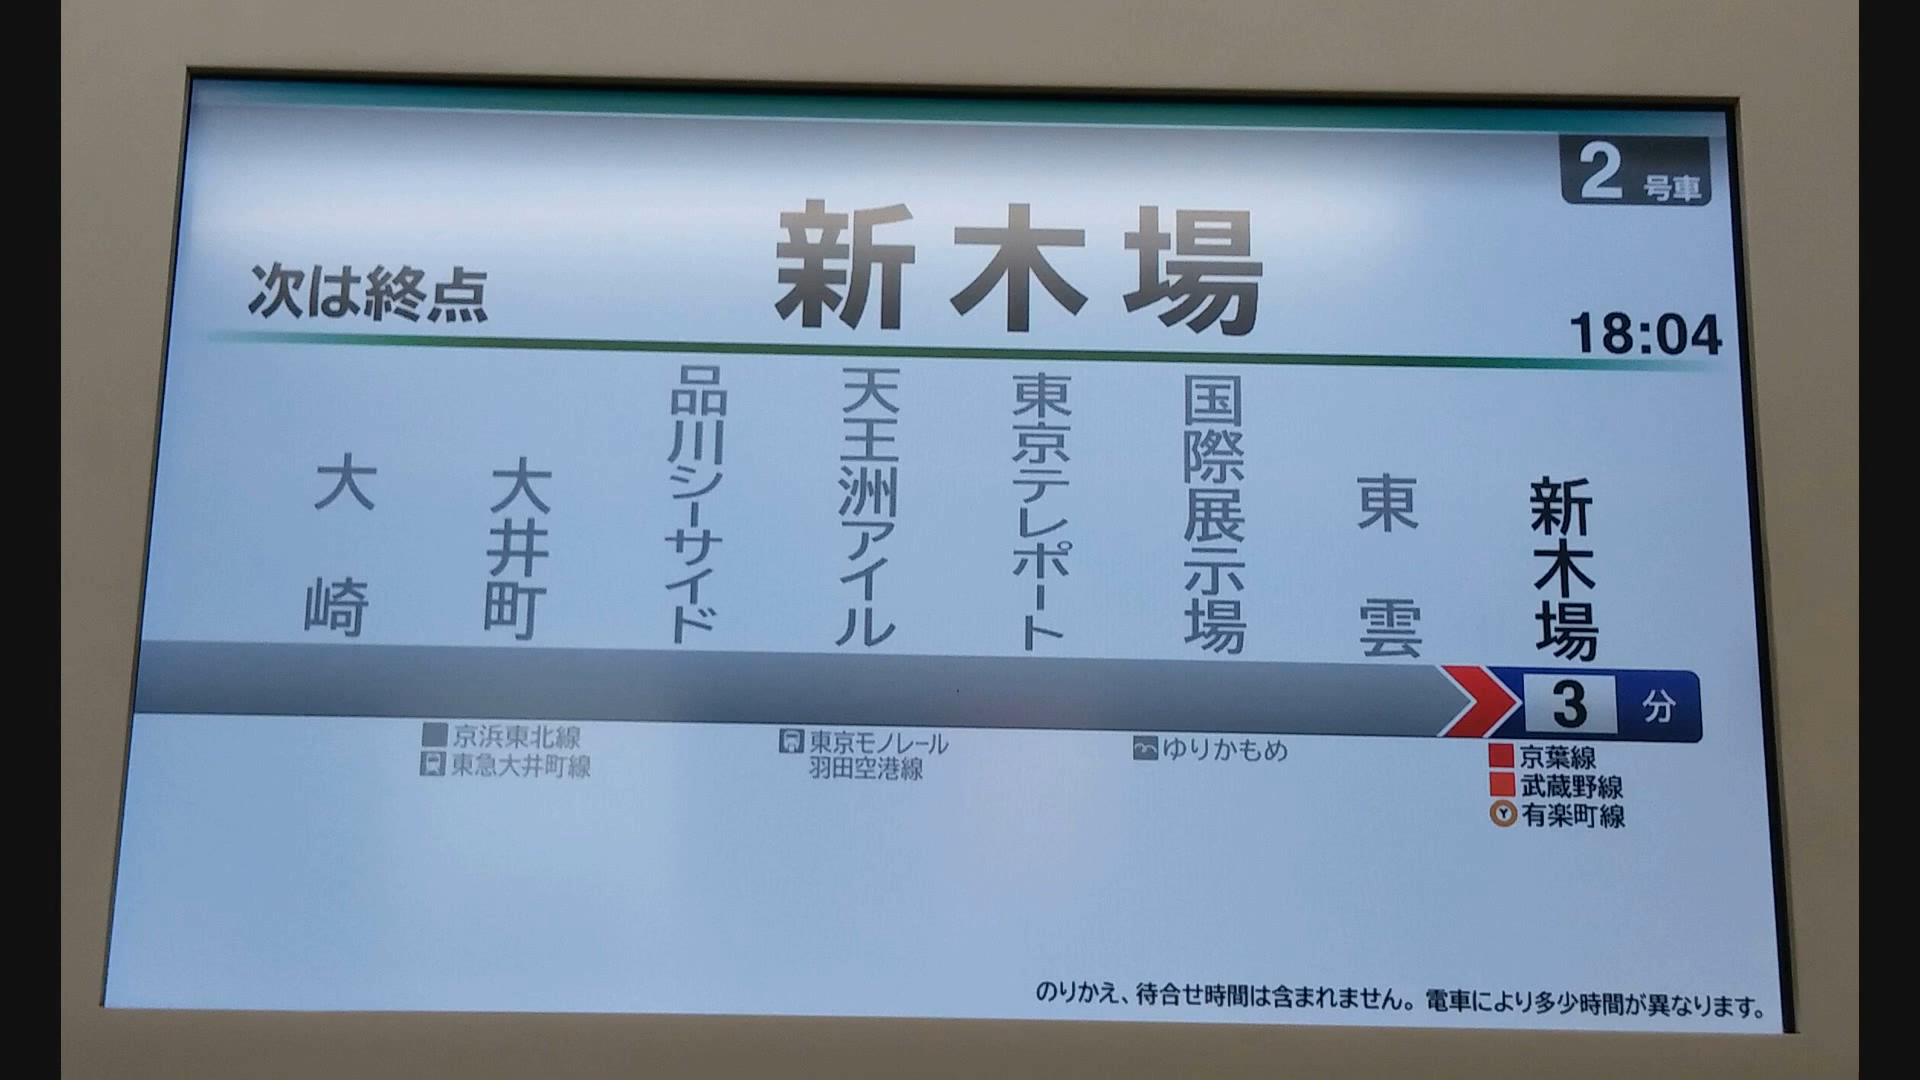 2号車
次は終点
新木場
18:04
大崎
大井町
品川シーサイド
天王洲アイル
東京テレポート
国際展示場
東雲
新木場
3分
京浜東北線
東急大井町線
東京モノレール
羽田空港線
ゆりかもめ
京葉線
武蔵野線
Y 有楽町線
のりかえ、待合せ時間は含まれません。電車により多少時間が異なります。